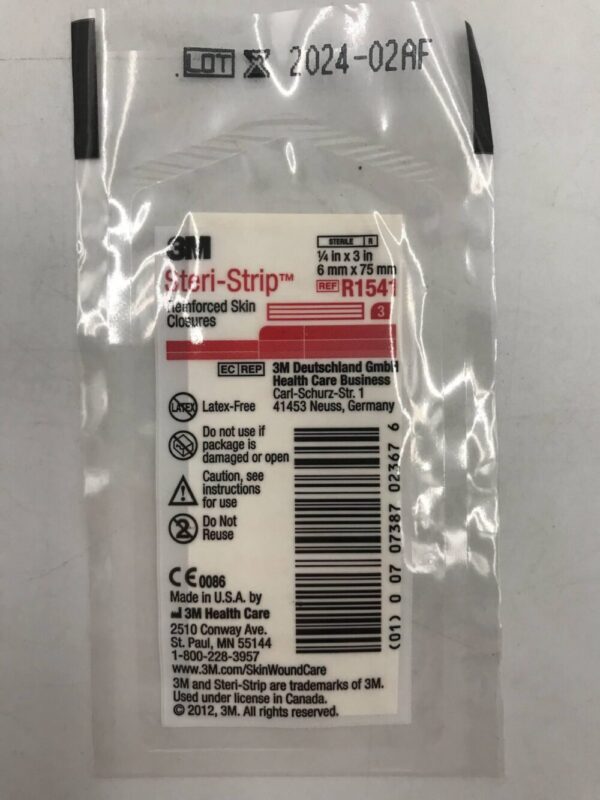 LOT 2024-02AF
3M
Steri-Strip™
Reinforced Skin
Closures
STERILE R
¼ in x 3 in
6 mm x 75 mm
REF R1541
3
EC REP 3M Deutschland GmbH
Health Care Business
Carl-Schurz-Str. 1
41453 Neuss, Germany
LATEX Latex-Free
Do not use if
package is
damaged or open
Caution, see
instructions
for use
2 Do Not
Reuse
(01) 0 07 07387 02367 6
CE 0086
Made in U.S.A. by
3M Health Care
2510 Conway Ave.
St. Paul, MN 55144
1-800-228-3957
www.3M.com/SkinWoundCare
3M and Steri-Strip are trademarks of 3M.
Used under license in Canada.
© 2012, 3M. All rights reserved.